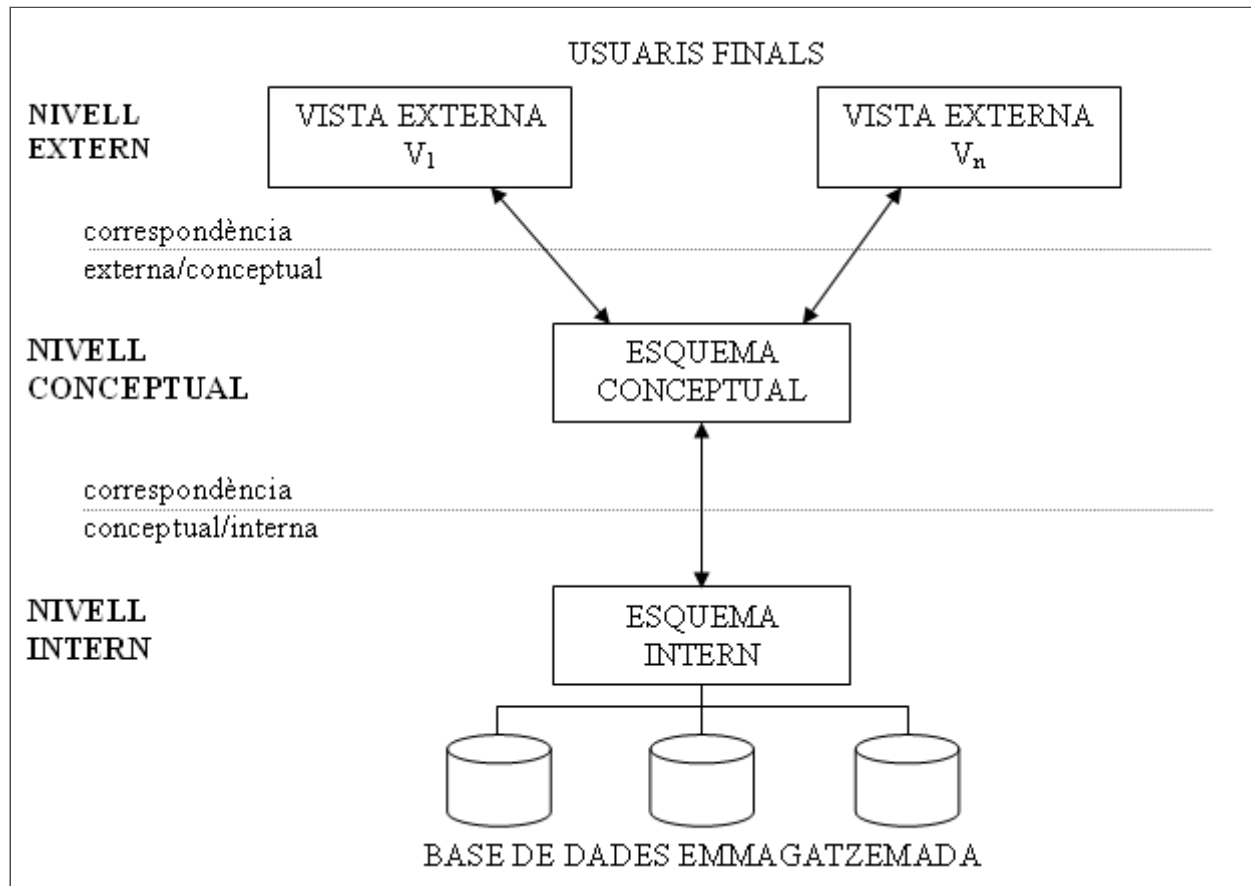 USUARIS FINALS
NIVELL
EXTERN
VISTA EXTERNA
V1
VISTA EXTERNA
Vn
correspondència
externa/conceptual
NIVELL
CONCEPTUAL
ESQUEMA
CONCEPTUAL
correspondència
conceptual/interna
NIVELL
INTERN
ESQUEMA
INTERN
BASE DE DADES EMMAGATZEMADA